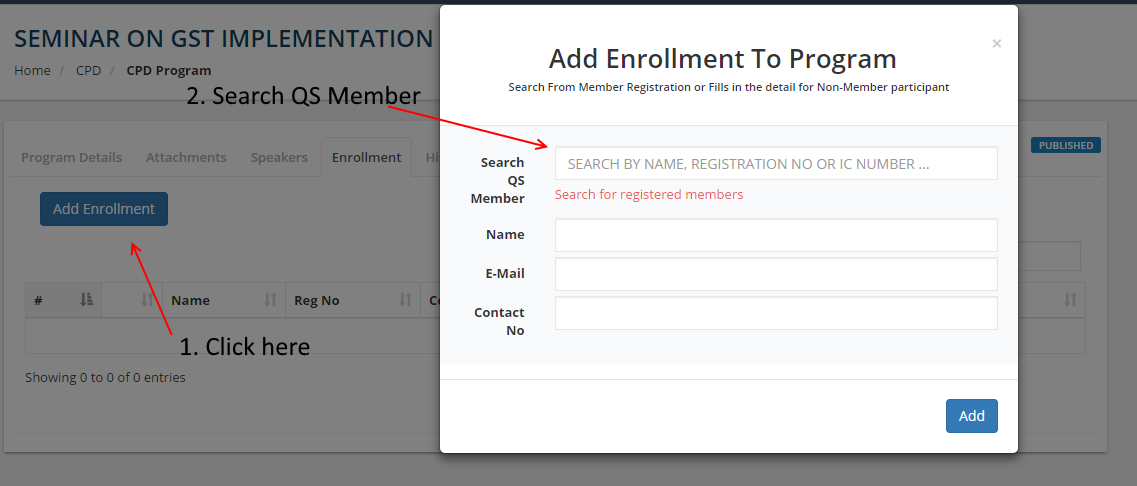 SEMINAR ON GST IMPLEMENTATION
Home / CPD / CPD Program
2. Search QS Member
Program Details Attachments Speakers Enrollment Hi
PUBLISHED
Add Enrollment
# Name Reg No
1. Click here
Showing 0 to 0 of 0 entries
×
Add Enrollment To Program
Search From Member Registration or Fills in the detail for Non-Member participant
Search
QS
Member
SEARCH BY NAME, REGISTRATION NO OR IC NUMBER ...
Search for registered members
Name
E-Mail
Contact
No
Add